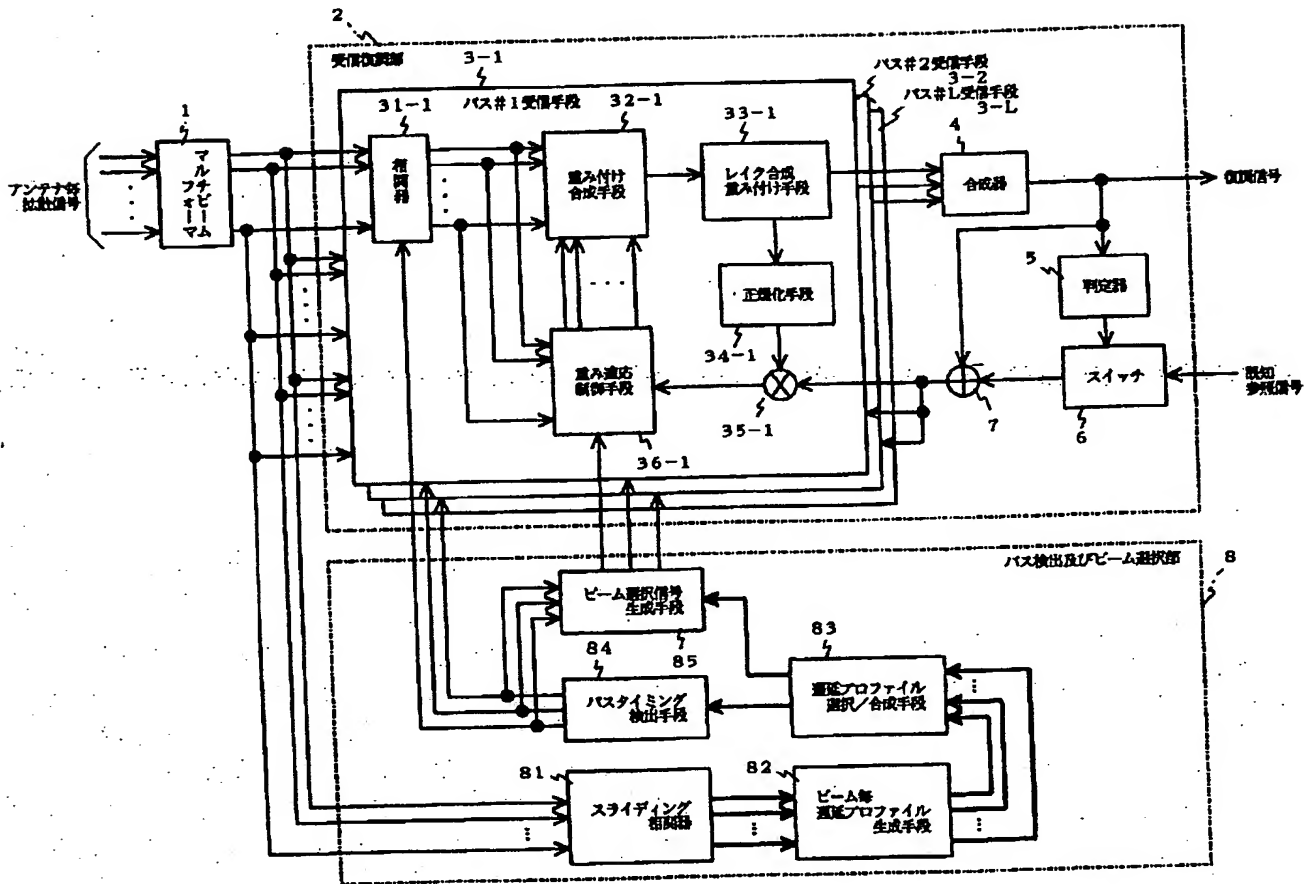 2
受信復調部
3-1
パス#1受信手段
パス#2受信手段
3-2
パス#L受信手段
3-L
1
アンテナ毎
拡散信号
マルチビーム
フォーマ
31-1
相関器
32-1
重み付け
合成手段
33-1
レイク合成
重み付け手段
4
合成器
復調信号
5
判定器
正規化手段
34-1
重み適応
制御手段
35-1
36-1
7
スイッチ
6
既知
参照信号
パス検出及びビーム選択部
8
ビーム選択信号
生成手段
85
84
パスタイミング
検出手段
83
遅延プロファイル
選択/合成手段
81
スライディング
相関器
82
ビーム毎
遅延プロファイル
生成手段